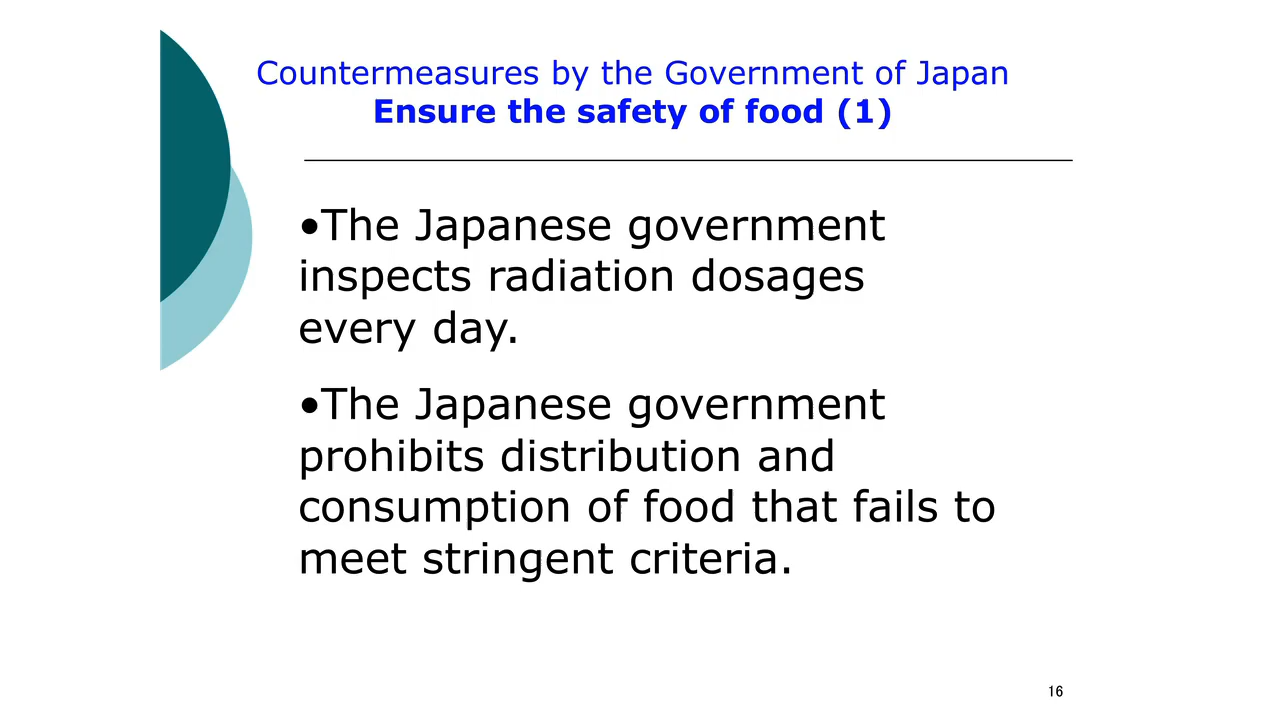 Countermeasures by the Government of Japan
Ensure the safety of food (1)
•The Japanese government
inspects radiation dosages
every day.
•The Japanese government
prohibits distribution and
consumption of food that fails to
meet stringent criteria.
16